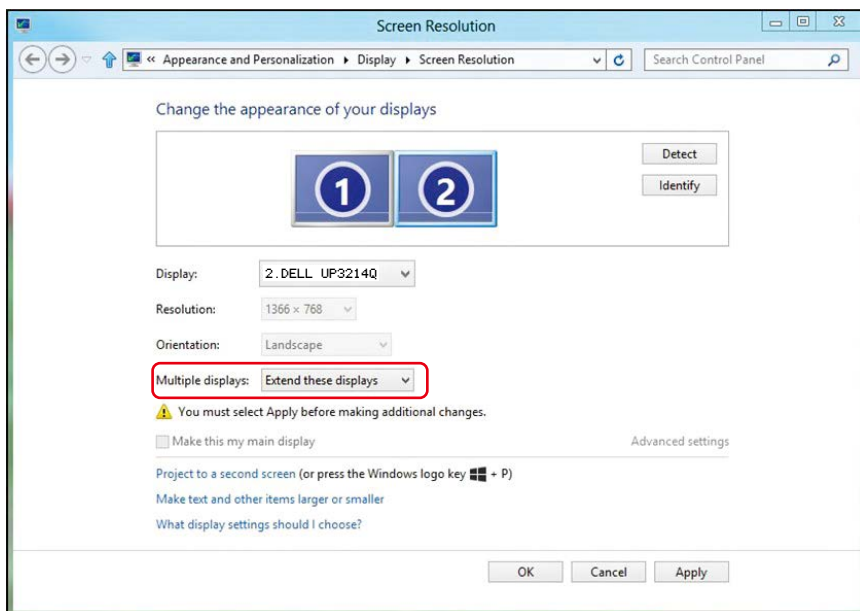 Screen Resolution
« Appearance and Personalization ▸ Display ▸ Screen Resolution
Search Control Panel
Change the appearance of your displays
1
2
Detect
Identify
Display: 2.DELL UP3214Q
Resolution: 1366 × 768
Orientation: Landscape
Multiple displays: Extend these displays
You must select Apply before making additional changes.
Make this my main display
Advanced settings
Project to a second screen (or press the Windows logo key + P)
Make text and other items larger or smaller
What display settings should I choose?
OK
Cancel
Apply